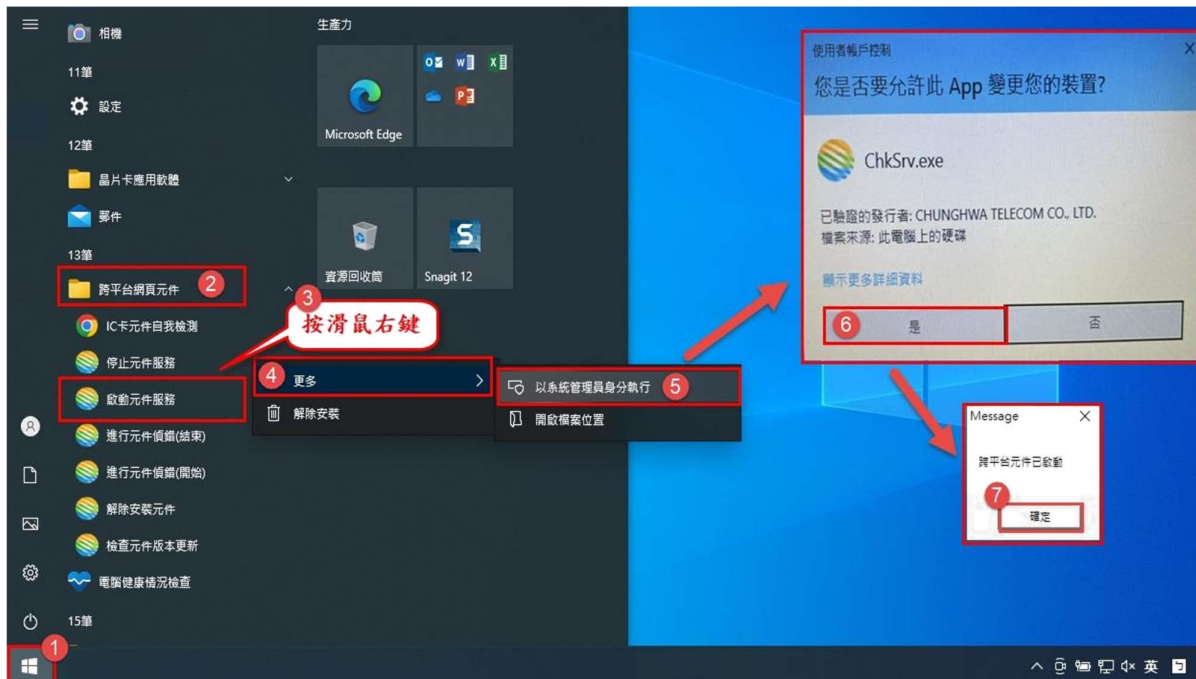 相機
11筆
設定
12筆
晶片卡應用軟體
郵件
13筆
跨平台網頁元件
2
IC卡元件自我檢測
停止元件服務
啟動元件服務
進行元件偵錯(結束)
進行元件偵錯(開始)
解除安裝元件
檢查元件版本更新
電腦健康情況檢查
15筆
1
生產力
Microsoft Edge
資源回收筒
Snagit 12
3
按滑鼠右鍵
4
更多
解除安裝
以系統管理員身分執行
5
開啟檔案位置
使用者帳戶控制
您是否要允許此 App 變更您的裝置?
ChkSrv.exe
已驗證的發行者: CHUNGHWA TELECOM CO., LTD.
檔案來源: 此電腦上的硬碟
顯示更多詳細資料
6
是
否
Message
跨平台元件已啟動
7
確定
英